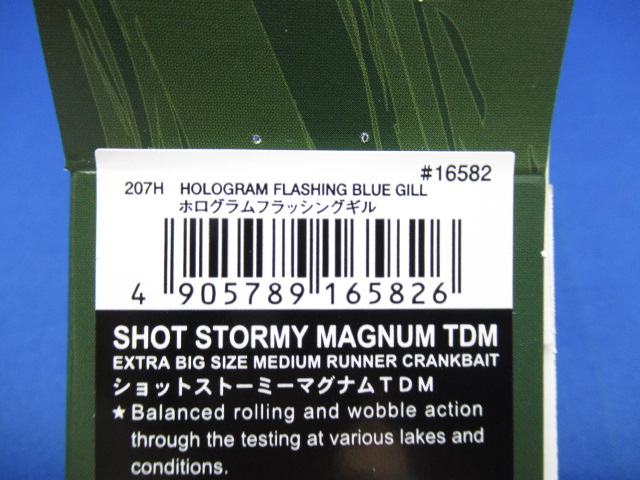 #16582
207H HOLOGRAM FLASHING BLUE GILL
ホログラムフラッシングギル
4 905789 165826
SHOT STORMY MAGNUM TDM
EXTRA BIG SIZE MEDIUM RUNNER CRANKBAIT
ショットストーミーマグナムTDM
★Balanced rolling and wobble action
through the testing at various lakes and
conditions.